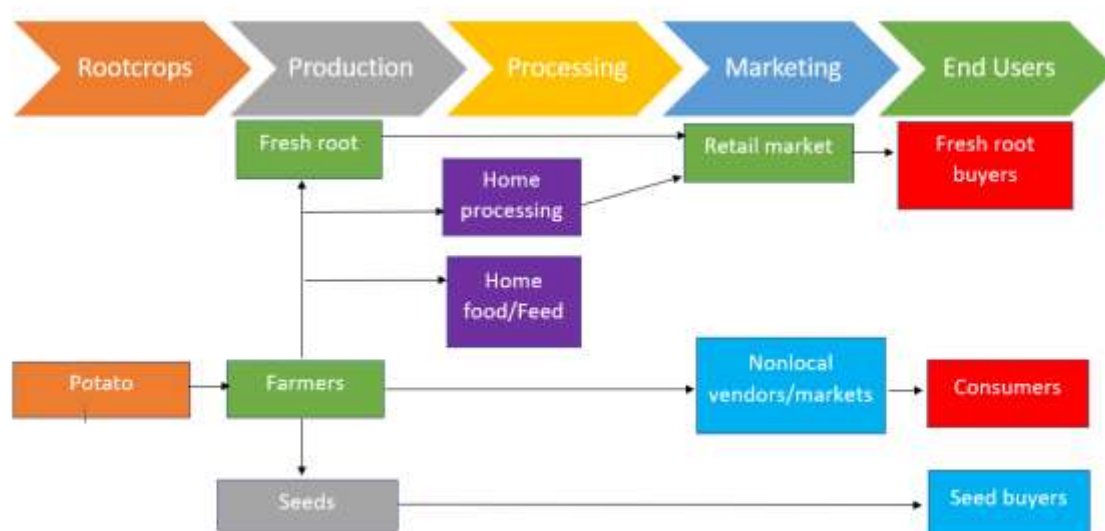 Rootcrops
Production
Processing
Marketing
End Users
Fresh root
Retail market
Fresh root
buyers
Home
processing
Home
food/Feed
Potato
Farmers
Nonlocal
vendors/markets
Consumers
Seeds
Seed buyers